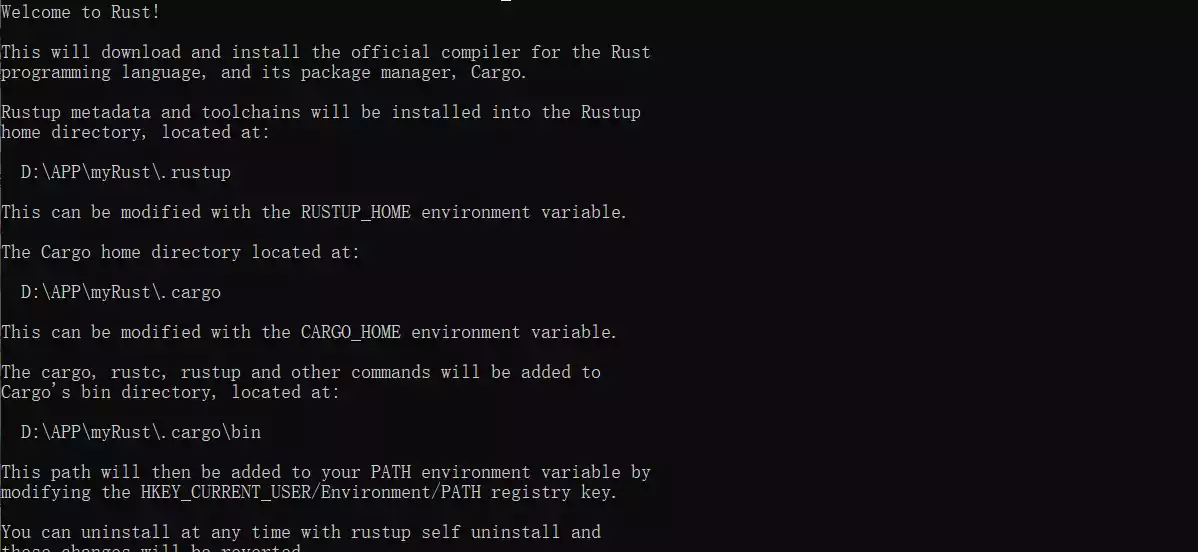 Welcome to Rust!
This will download and install the official compiler for the Rust
programming language, and its package manager, Cargo.
Rustup metadata and toolchains will be installed into the Rustup
home directory, located at:
D:\APP\myRust\.rustup
This can be modified with the RUSTUP_HOME environment variable.
The Cargo home directory located at:
D:\APP\myRust\.cargo
This can be modified with the CARGO_HOME environment variable.
The cargo, rustc, rustup and other commands will be added to
Cargo's bin directory, located at:
D:\APP\myRust\.cargo\bin
This path will then be added to your PATH environment variable by
modifying the HKEY_CURRENT_USER/Environment/PATH registry key.
You can uninstall at any time with rustup self uninstall and
these changes will be reverted.